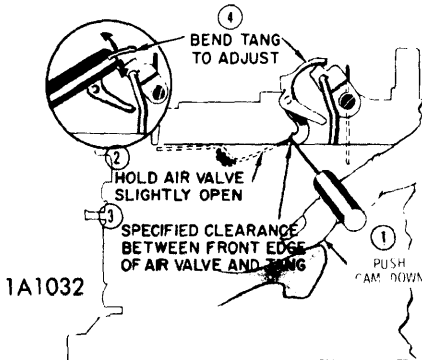 4
BEND TANG
TO ADJUST
2
HOLD AIR VALVE
SLIGHTLY OPEN
3
SPECIFIED CLEARANCE
BETWEEN FRONT EDGE
OF AIR VALVE AND TANG
1
PUSH
CAM DOWN
1A1032